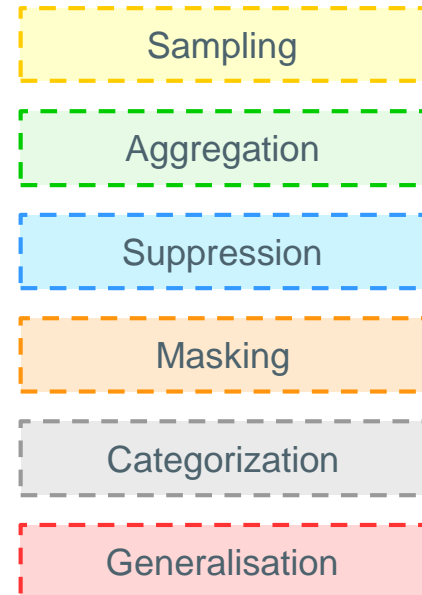 Sampling
Aggregation
Suppression
Masking
Categorization
Generalisation